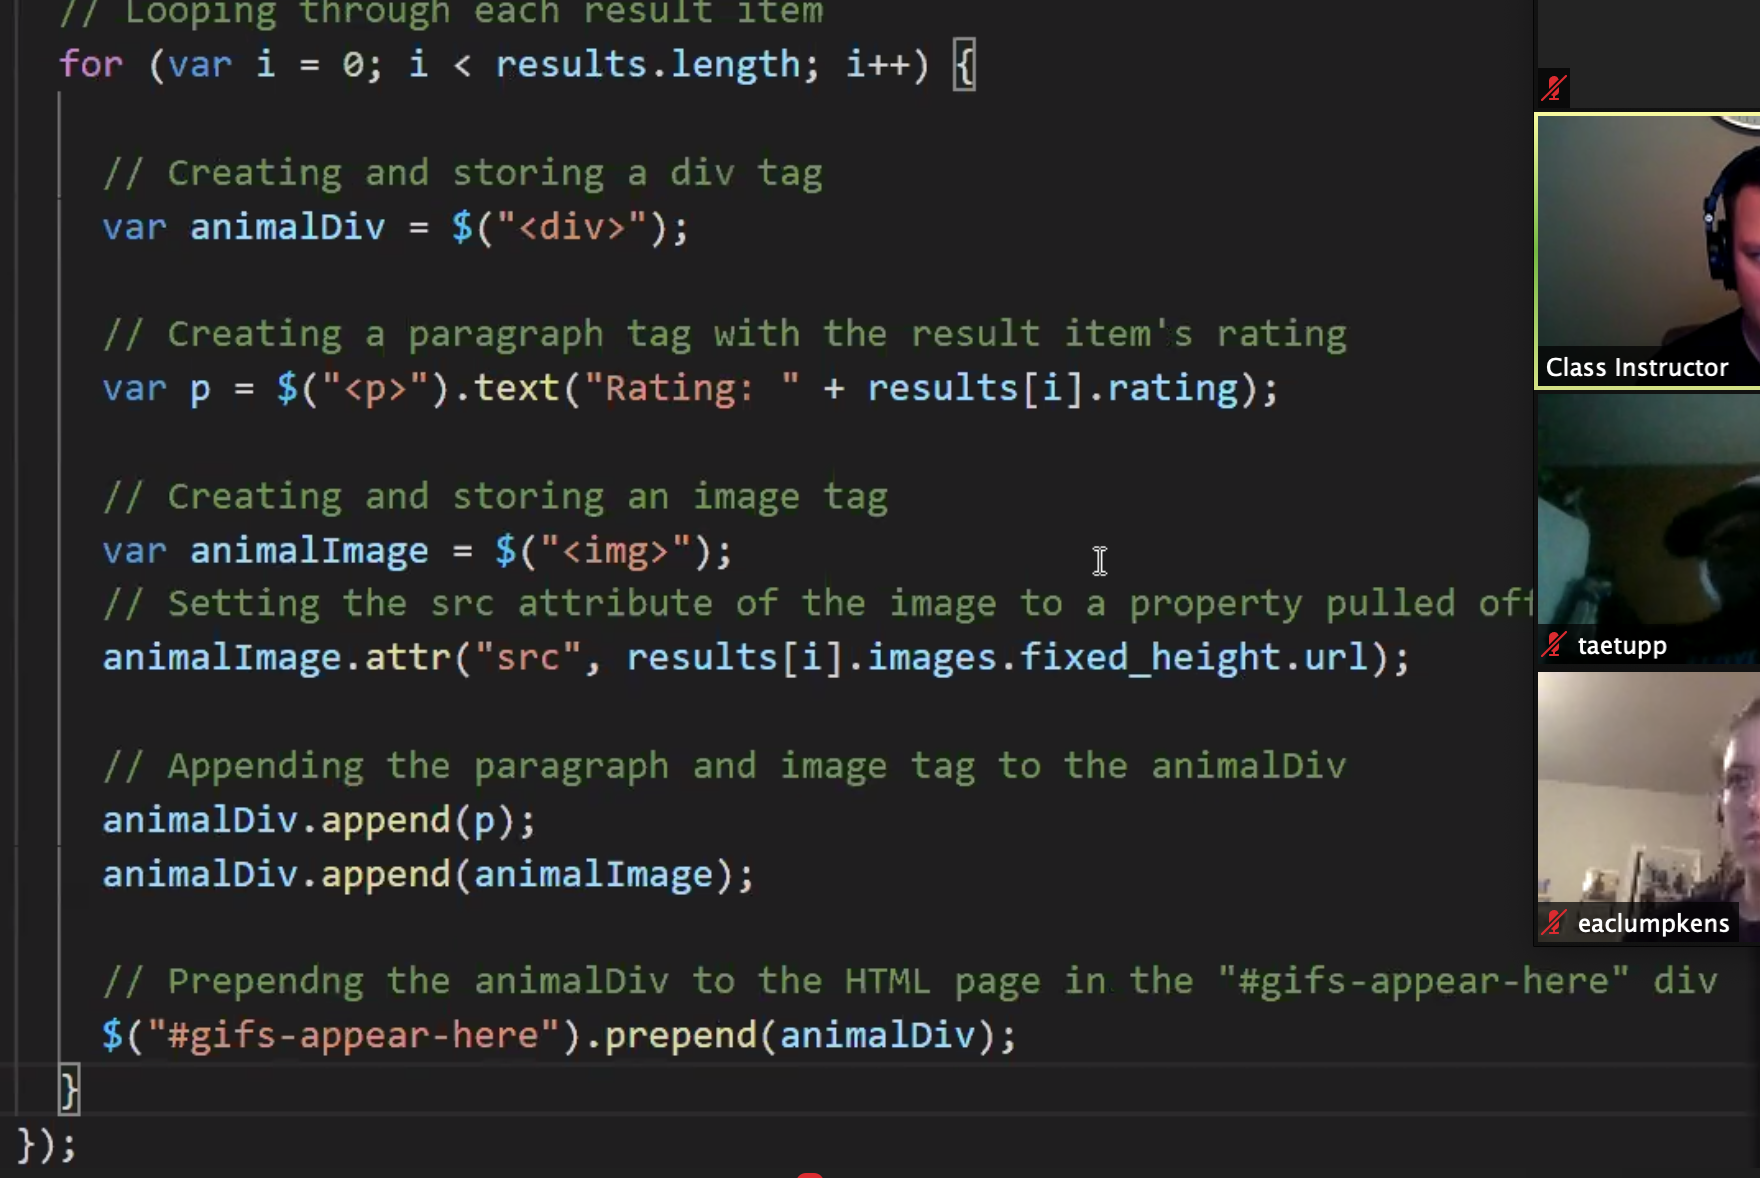 // Looping through each result item
for (var i = 0; i < results.length; i++) {
// Creating and storing a div tag
var animalDiv = $("<div>");
// Creating a paragraph tag with the result item's rating
var p = $("<p>").text("Rating: " + results[i].rating);
// Creating and storing an image tag
var animalImage = $("<img>");
// Setting the src attribute of the image to a property pulled off
animalImage.attr("src", results[i].images.fixed_height.url);
// Appending the paragraph and image tag to the animalDiv
animalDiv.append(p);
animalDiv.append(animalImage);
// Prependng the animalDiv to the HTML page in the "#gifs-appear-here" div
$("#gifs-appear-here").prepend(animalDiv);
}
});
Class Instructor
taetupp
eaclumpkens